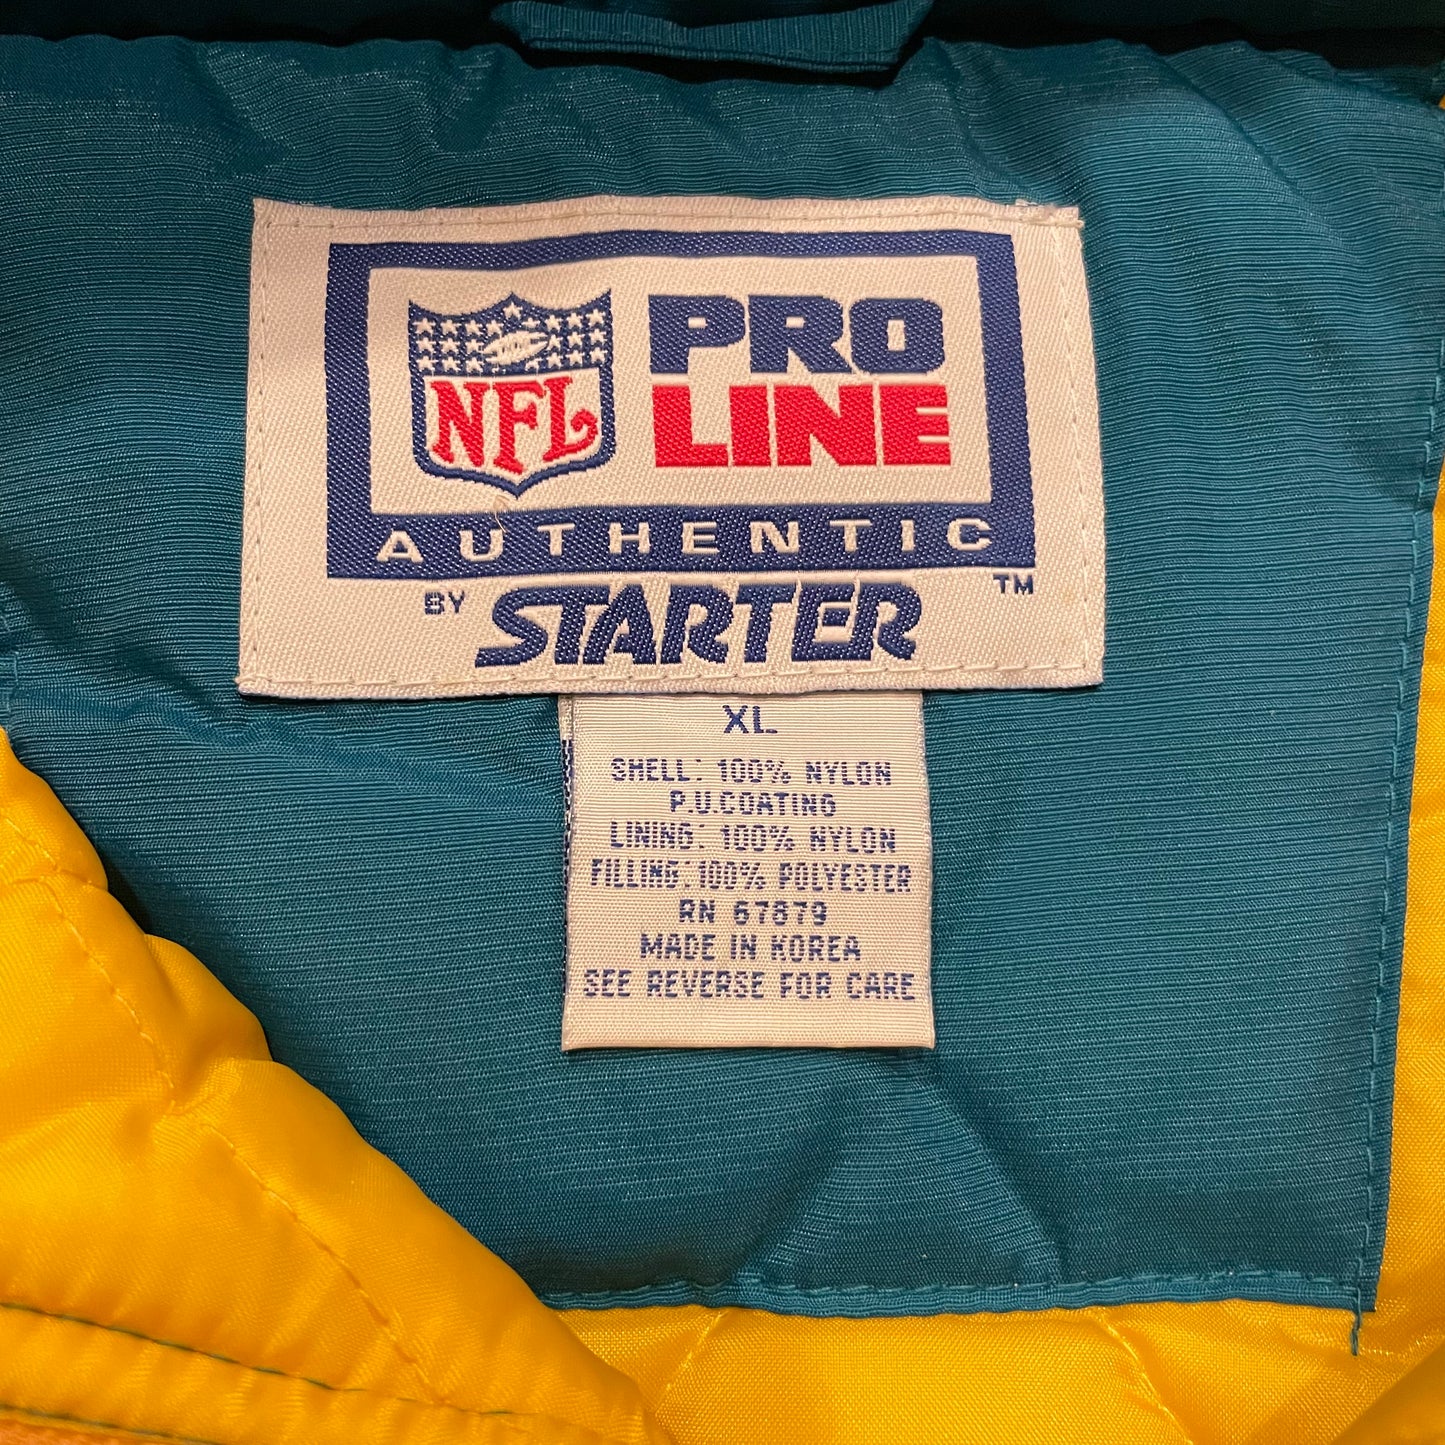 NFL
PRO
LINE
AUTHENTIC
BY STARTER ™
XL
SHELL: 100% NYLON
P.U.COATING
LINING: 100% NYLON
FILLING:100% POLYESTER
RN 67879
MADE IN KOREA
SEE REVERSE FOR CARE